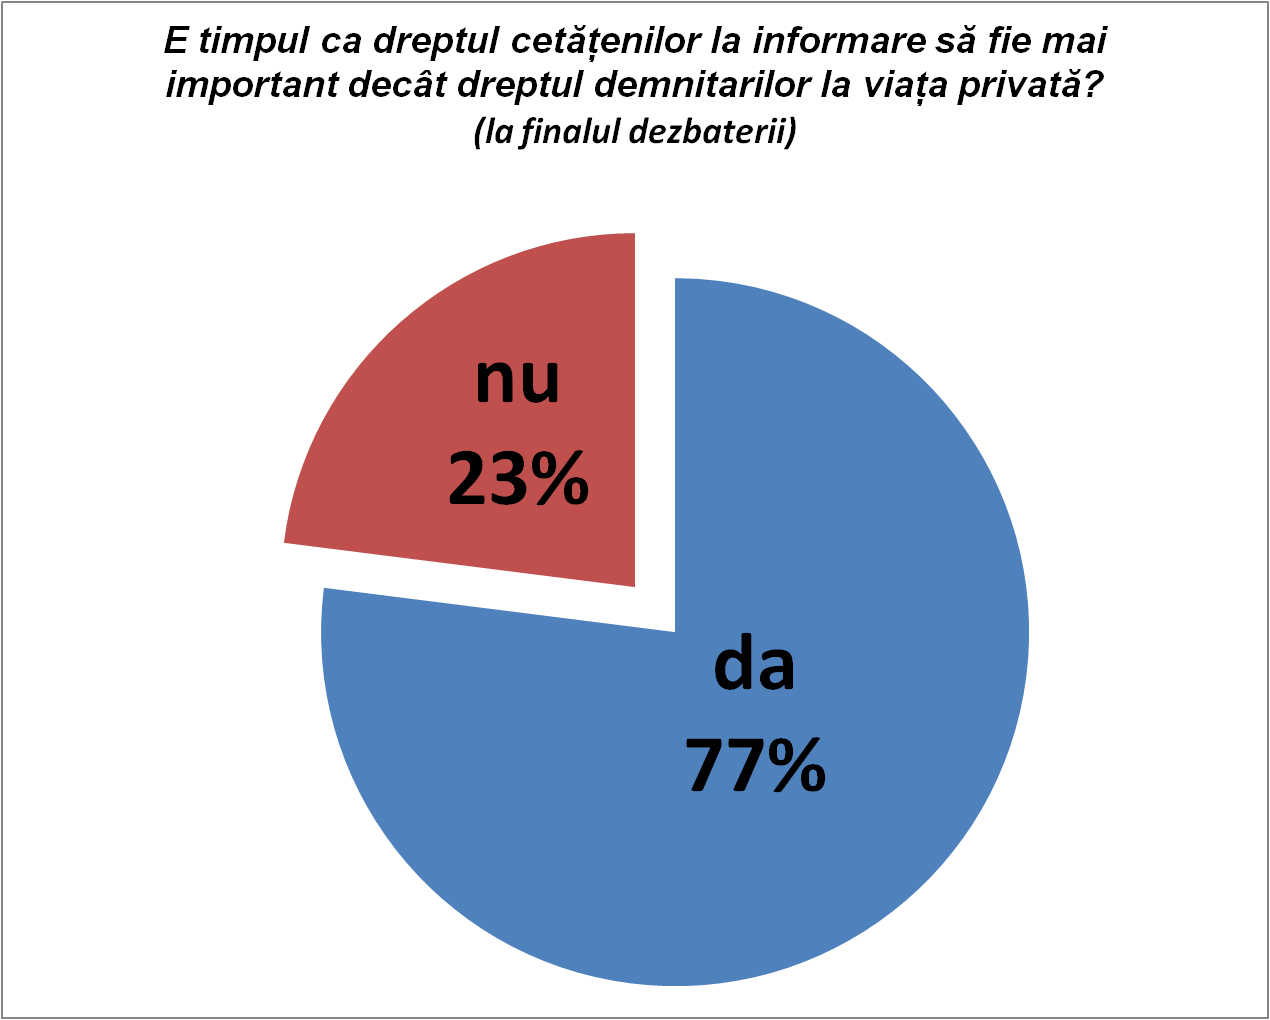 E timpul ca dreptul cetățenilor la informare să fie mai
important decât dreptul demnitarilor la viața privată?
(la finalul dezbaterii)
nu
23%
da
77%